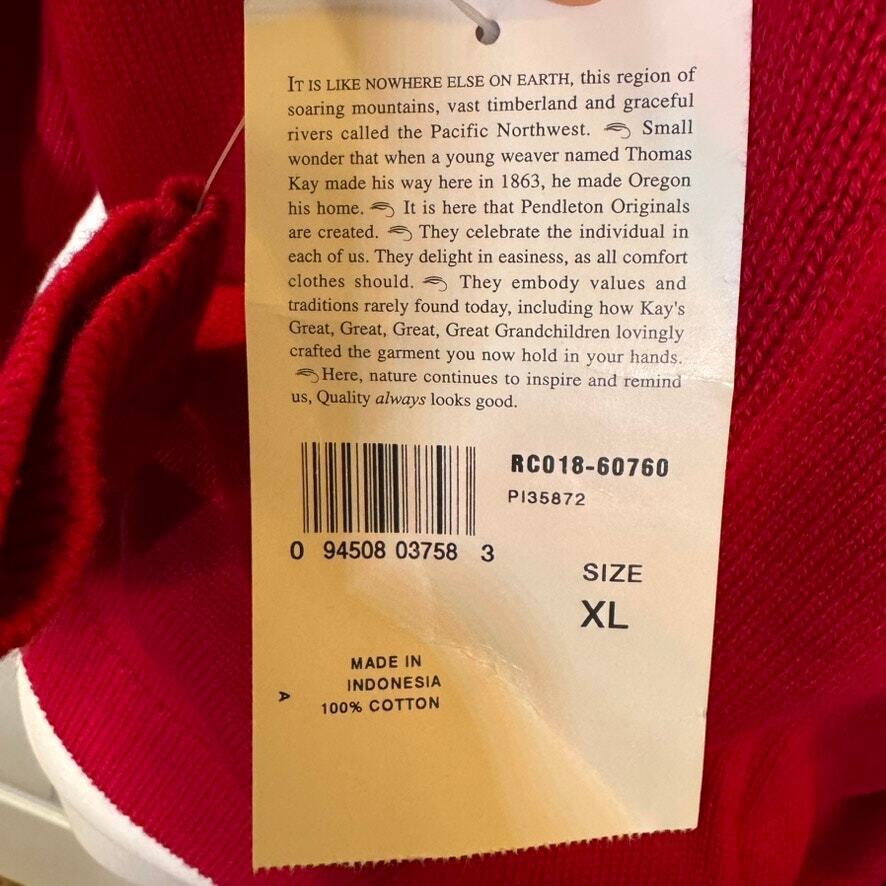 IT IS LIKE NOWHERE ELSE ON EARTH, this region of
soaring mountains, vast timberland and graceful
rivers called the Pacific Northwest. Small
wonder that when a young weaver named Thomas
Kay made his way here in 1863, he made Oregon
his home. It is here that Pendleton Originals
are created. They celebrate the individual in
each of us. They delight in easiness, as all comfort
clothes should. They embody values and
traditions rarely found today, including how Kay's
Great, Great, Great, Great Grandchildren lovingly
crafted the garment you now hold in your hands.
Here, nature continues to inspire and remind
us, Quality always looks good.
RC018-60760
PI35872
0 94508 03758 3
SIZE
XL
MADE IN
INDONESIA
100% COTTON
A